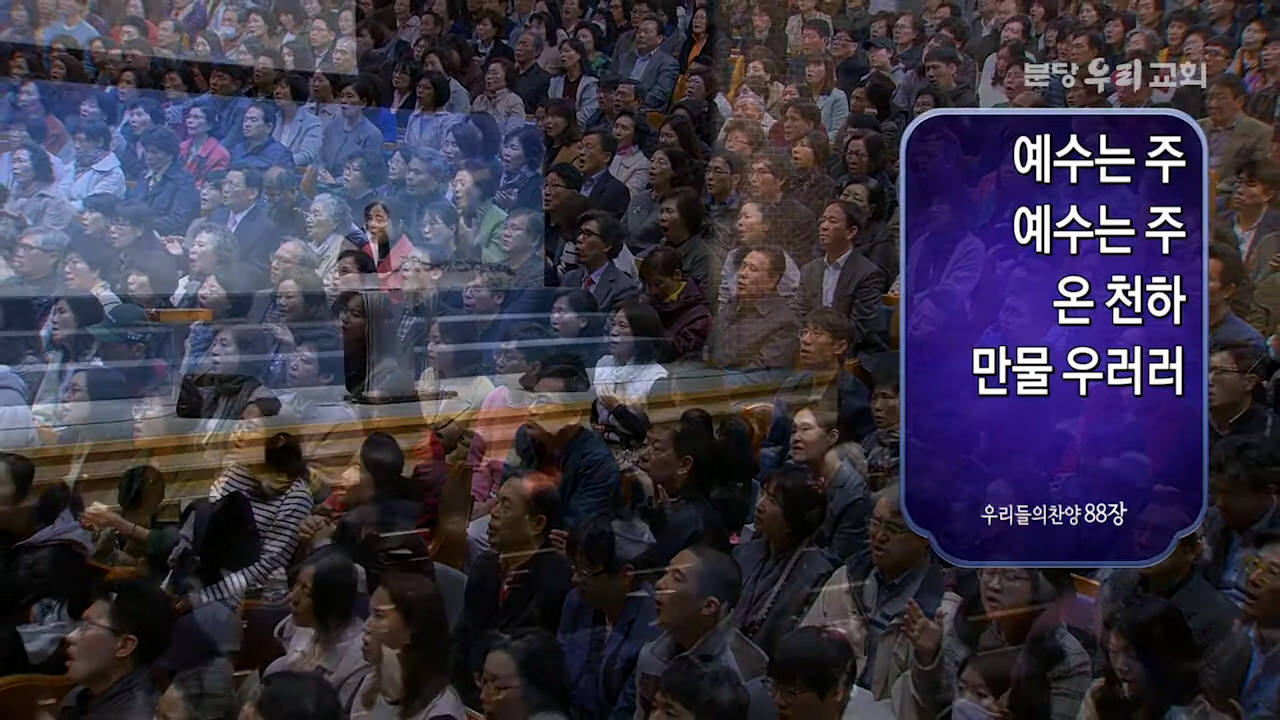 분당우리교회
예수는 주
예수는 주
온 천하
만물 우러러
우리들의찬양 88장